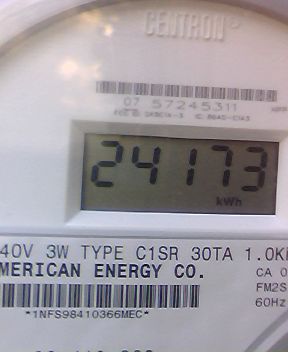 CENTRON®
07 57245311
24173
kWh
40V 3W TYPE C1SR 30TA 1.0K
MERICAN ENERGY CO.
CA 0
FM2S
60Hz
*1NFS98410366MEC*